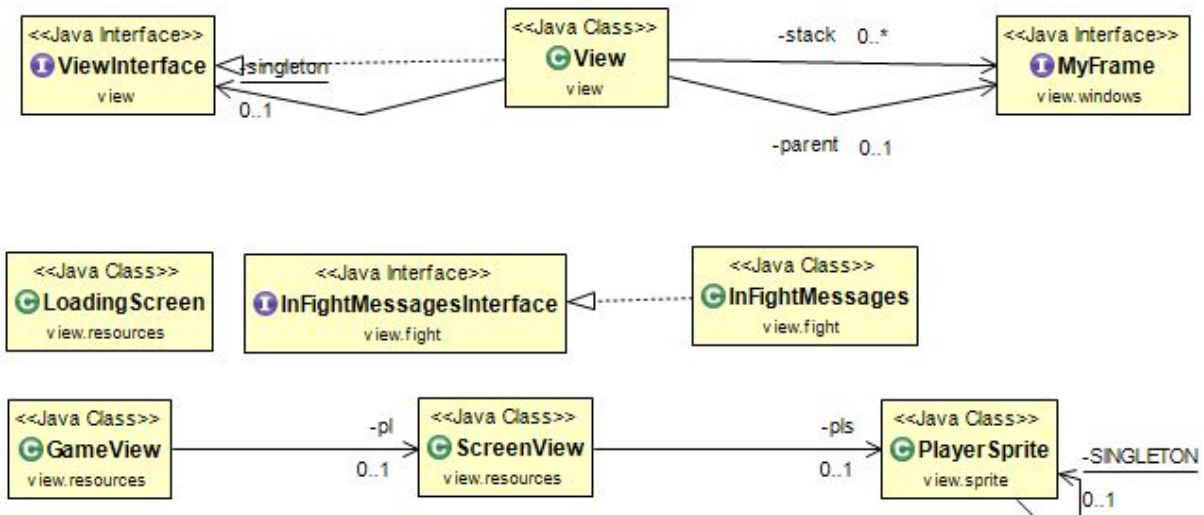 <<Java Interface>>
I ViewInterface
view
-singleton
0..1
<<Java Class>>
C View
view
-stack 0..*
-parent 0..1
<<Java Interface>>
I MyFrame
view.windows
<<Java Class>>
C LoadingScreen
view.resources
<<Java Interface>>
I InFightMessagesInterface
view.fight
<<Java Class>>
C InFightMessages
view.fight
<<Java Class>>
C GameView
view.resources
-pl
0..1
<<Java Class>>
C ScreenView
view.resources
-pls
0..1
<<Java Class>>
C PlayerSprite
view.sprite
-SINGLETON
0..1